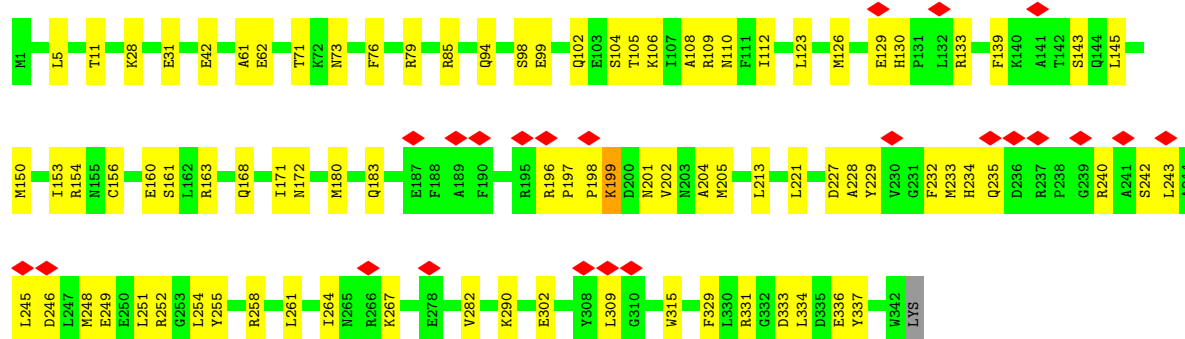 M1 L5 T11 K28 E31 E42 A61 E62 T71 K72 N73 F76 R79 R85 Q94 S98 E99 Q102 E103 S104 T105 K106 I107 A108 R109 N110 F111 I112 L123 M126 E129 H130 P131 L132 R133 F139 K140 A141 T142 S143 Q144 L145
M150 I153 R154 N155 C156 E160 S161 L162 R163 Q168 I171 N172 M180 Q183 E187 F188 A189 F190 R195 R196 P197 P198 K199 D200 N201 V202 N203 A204 M205 L213 L221 D227 A228 Y229 V230 G231 F232 M233 H234 Q235 D236 R237 P238 G239 R240 A241 S242 L243
L245 D246 L247 M248 E249 E250 L251 R252 G253 L254 Y255 R258 L261 I264 N265 R266 K267 E278 V282 K290 E302 Y308 L309 G310 W315 F329 L330 R331 G332 D333 L334 D335 E336 Y337 W342 LYS